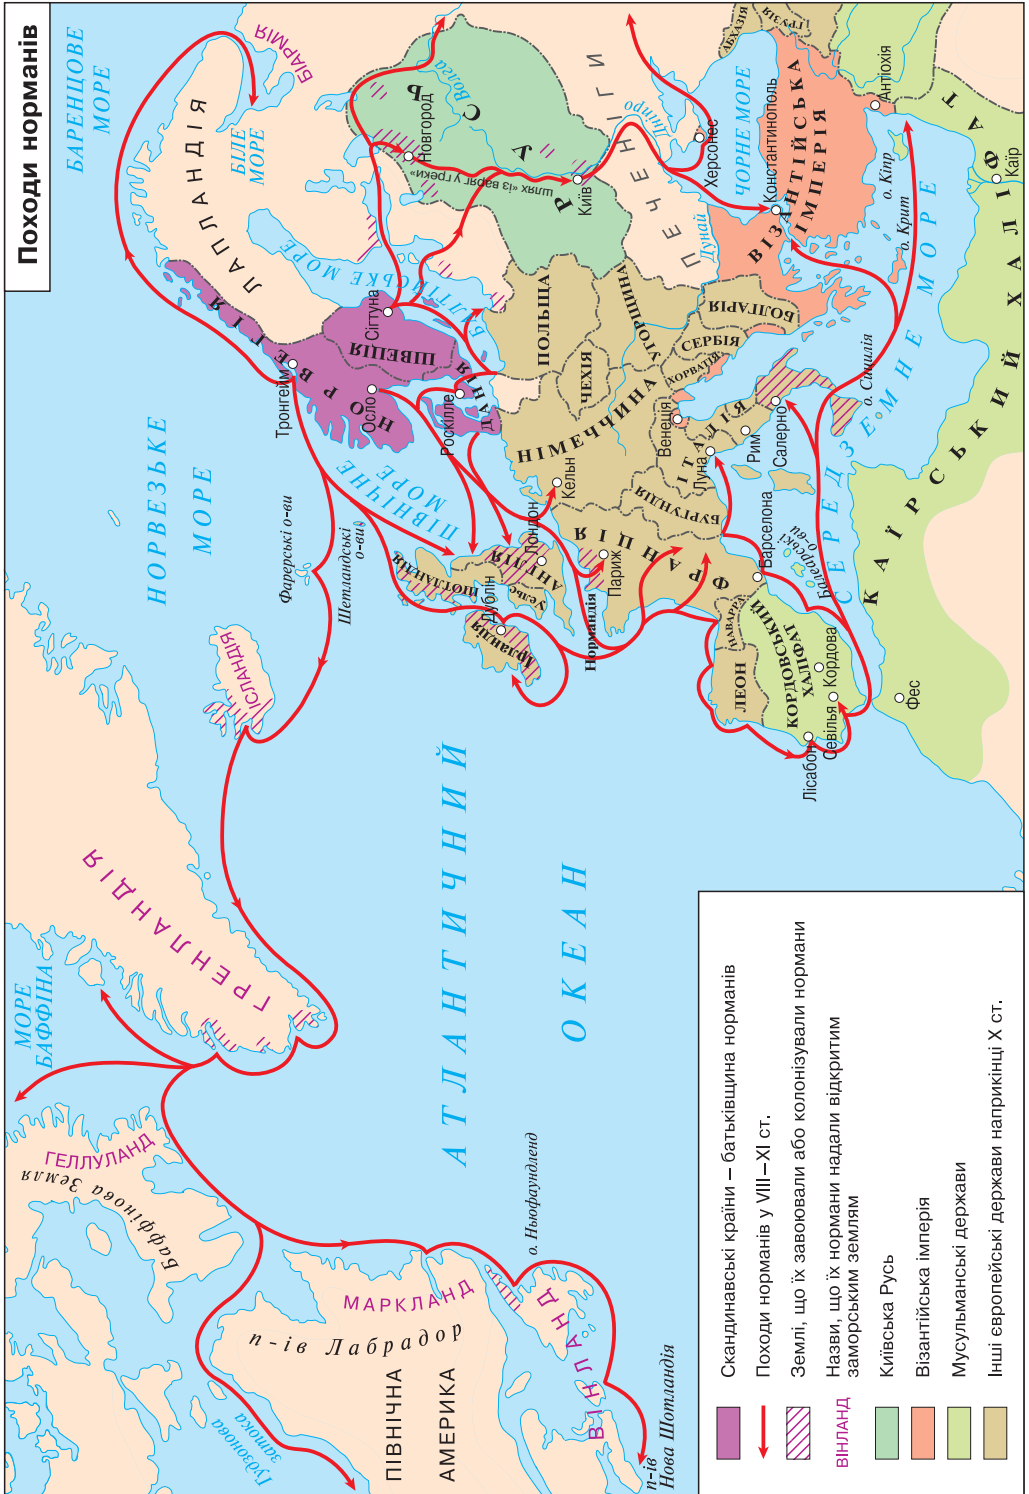 Походи норманів
БАРЕНЦОВЕ
МОРЕ
БІАРМІЯ
БІЛЕ
МОРЕ
ЛАПЛАНДІЯ
НОРВЕЗЬКЕ
МОРЕ
НОРВЕГІЯ
Тронгейм
Осло
ШВЕЦІЯ
Сігтуна
БАЛТІЙСЬКЕ МОРЕ
ДАНІЯ
Роскілле
ПІВНІЧНЕ
МОРЕ
Фарерські о-ви
Шетландські
о-ви
ІСЛАНДІЯ
ГРЕНЛАНДІЯ
МОРЕ
БАФФІНА
ГЕЛЛУЛАНД
Баффінова Земля
АТЛАНТИЧНИЙ
ОКЕАН
о. Ньюфаундленд
МАРКЛАНД
п-ів Лабрадор
ПІВНІЧНА
АМЕРИКА
ВІНЛАНД
Гудзонова
затока
п-ів
Нова Шотландія
ШОТЛАНДІЯ
АНГЛІЯ
Уельс
Лондон
Ірландія
Дублін
Нормандія
Париж
ФРАНЦІЯ
БУРГУНДІЯ
НІМЕЧЧИНА
Кельн
ПОЛЬЩА
ЧЕХІЯ
УГОРЩИНА
ХОРВАТІЯ
СЕРБІЯ
БОЛГАРІЯ
ІТАЛІЯ
Венеція
Луна
Рим
Салерно
о. Сицилія
НАВАРРА
ЛЕОН
Барселона
Балеарські
о-ви
КОРДОВСЬКИЙ
ХАЛІФАТ
Кордова
Севілья
Лісабон
Фес
КАЇРСЬКИЙ ХАЛІФАТ
Каїр
СЕРЕДЗЕМНЕ МОРЕ
о. Крит
о. Кіпр
Антіохія
ВІЗАНТІЙСЬКА
ІМПЕРІЯ
Константинополь
ЧОРНЕ МОРЕ
Херсонес
АБХАЗІЯ
ГРУЗІЯ
Дунай
Дніпро
ПЕЧЕНІГИ
РУСЬ
Волга
Новгород
Київ
шлях «із варяг у греки»
Скандинавські країни – батьківщина норманів
Походи норманів у VIII–XI ст.
Землі, що їх завоювали або колонізували нормани
ВІНЛАНД
Назви, що їх нормани надали відкритим
заморським землям
Київська Русь
Візантійська імперія
Мусульманські держави
Інші європейські держави наприкінці X ст.